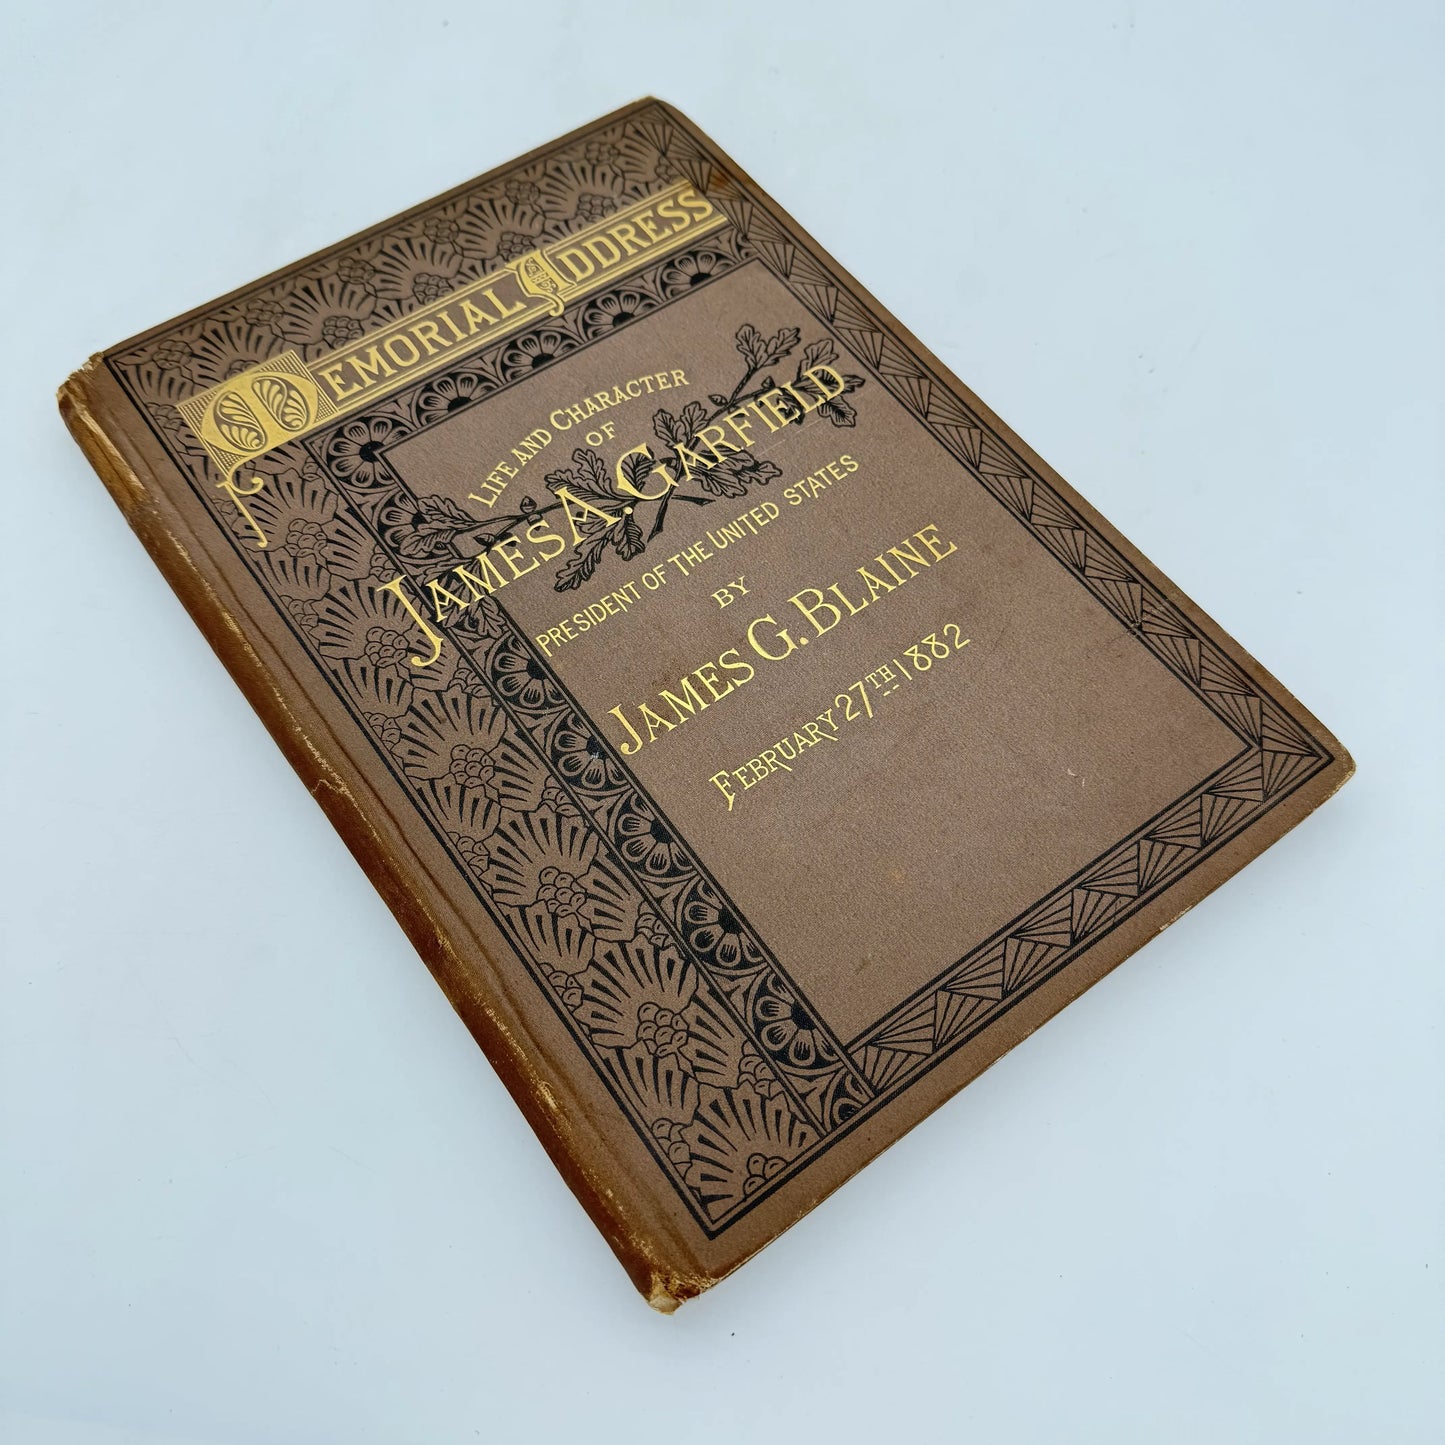 MEMORIAL ADDRESS
LIFE AND CHARACTER
OF
JAMES A. GARFIELD
PRESIDENT OF THE UNITED STATES
BY
JAMES G. BLAINE
FEBRUARY 27TH 1882